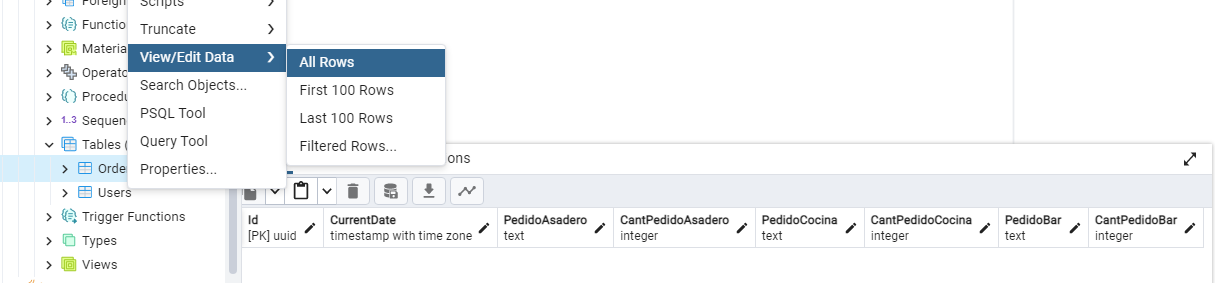 Scripts
Truncate
View/Edit Data
Search Objects...
PSQL Tool
Query Tool
Properties...
All Rows
First 100 Rows
Last 100 Rows
Filtered Rows...
Foreig
Functio
Materia
Operato
Procedu
1..3 Sequen
Tables (
Orde
Users
Trigger Functions
Types
Views
ons
Id
[PK] uuid
CurrentDate
timestamp with time zone
PedidoAsadero
text
CantPedidoAsadero
integer
PedidoCocina
text
CantPedidoCocina
integer
PedidoBar
text
CantPedidoBar
integer